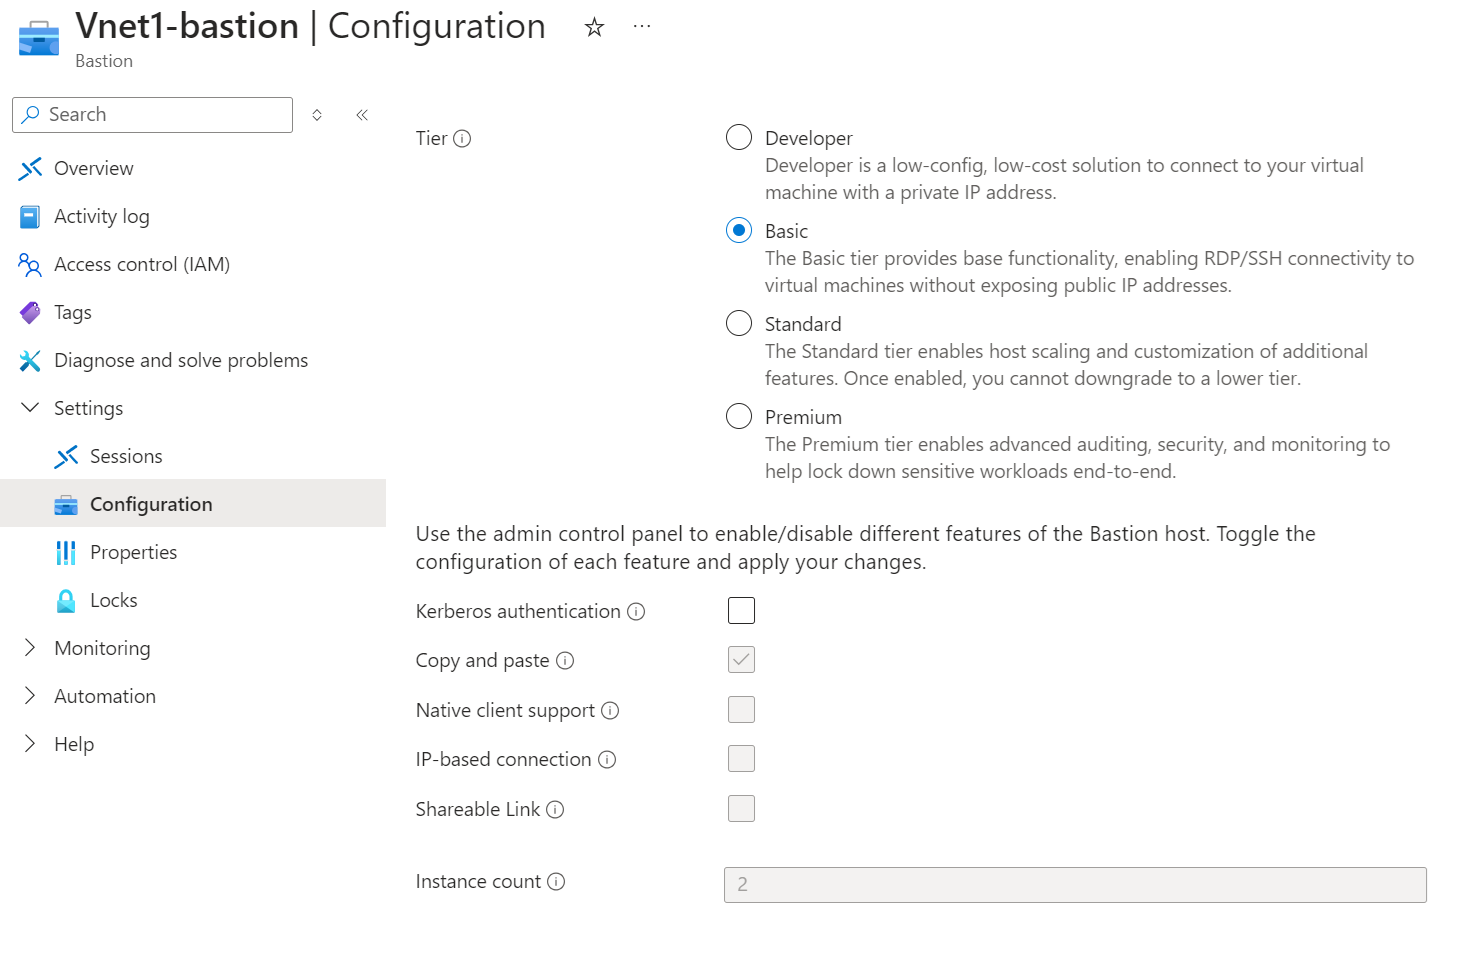 Vnet1-bastion | Configuration
Bastion
Search
Overview
Activity log
Access control (IAM)
Tags
Diagnose and solve problems
Settings
Sessions
Configuration
Properties
Locks
Monitoring
Automation
Help
Tier
Developer
Developer is a low-config, low-cost solution to connect to your virtual
machine with a private IP address.
Basic
The Basic tier provides base functionality, enabling RDP/SSH connectivity to
virtual machines without exposing public IP addresses.
Standard
The Standard tier enables host scaling and customization of additional
features. Once enabled, you cannot downgrade to a lower tier.
Premium
The Premium tier enables advanced auditing, security, and monitoring to
help lock down sensitive workloads end-to-end.
Use the admin control panel to enable/disable different features of the Bastion host. Toggle the
configuration of each feature and apply your changes.
Kerberos authentication
Copy and paste
Native client support
IP-based connection
Shareable Link
Instance count
2